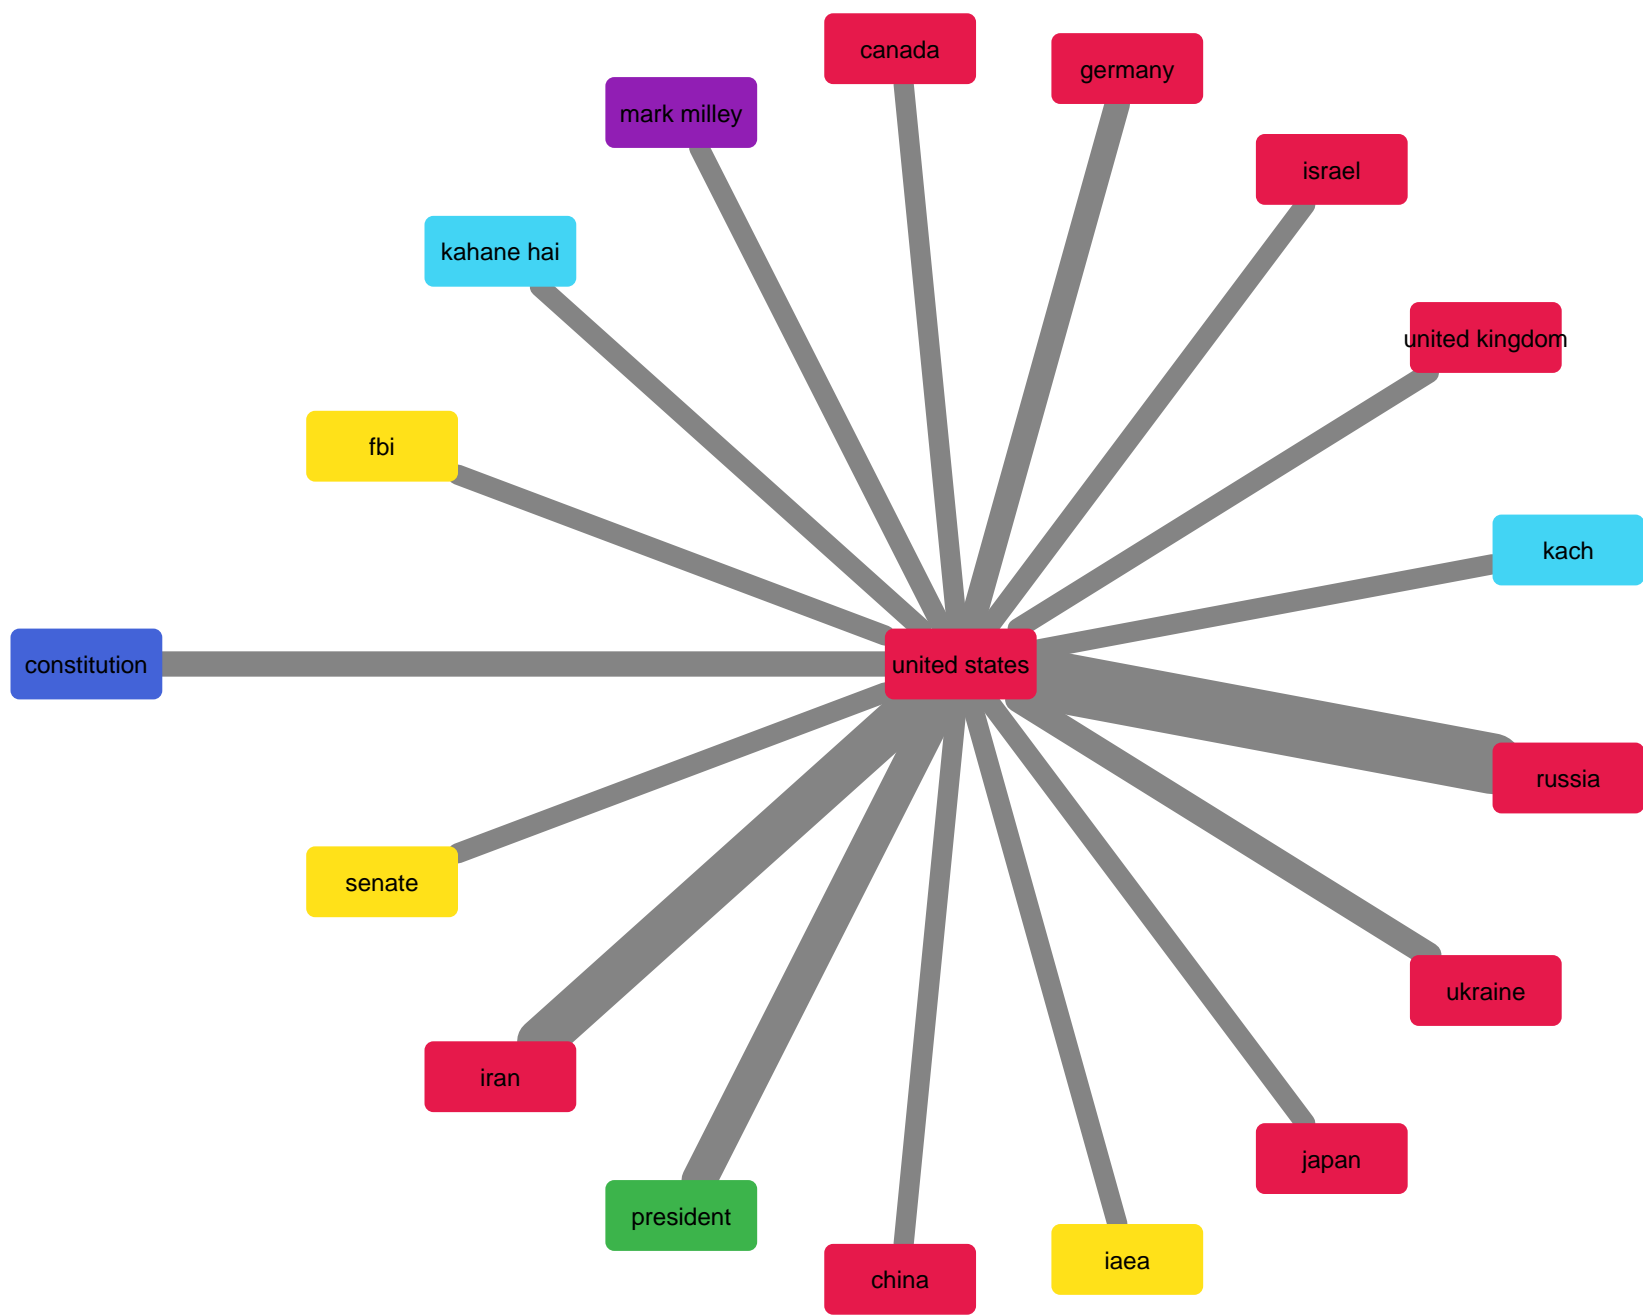 canada
germany
mark milley
israel
kahane hai
united kingdom
fbi
kach
constitution
united states
russia
senate
ukraine
iran
japan
president
iaea
china